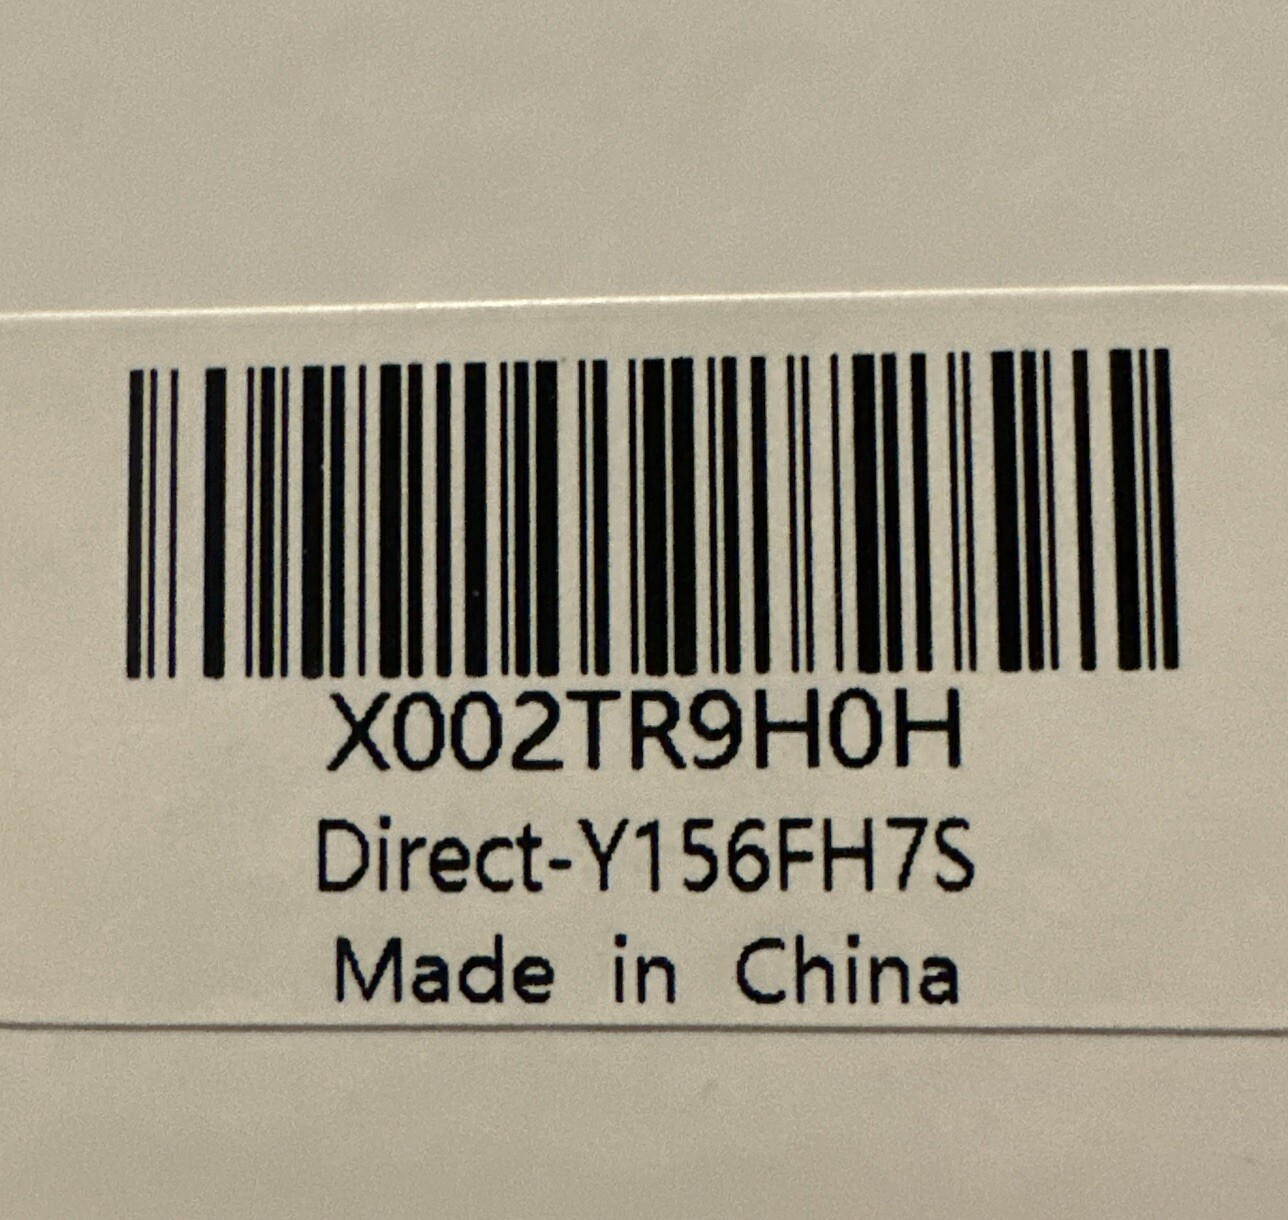 X002TR9H0H
Direct-Y156FH7S
Made in China